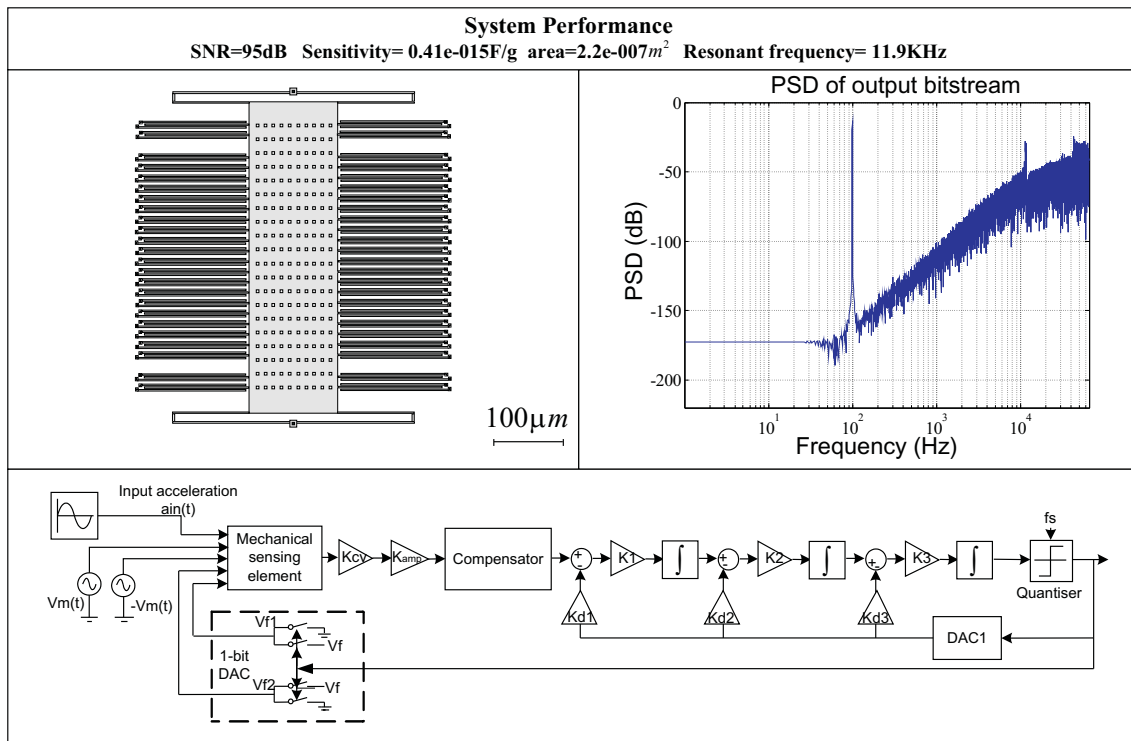 System Performance
SNR=95dB Sensitivity= 0.41e-015F/g area=2.2e-007m² Resonant frequency= 11.9KHz
100μm
PSD of output bitstream
PSD (dB)
0
-50
-100
-150
-200
10¹ 10² 10³ 10⁴
Frequency (Hz)
Input acceleration
ain(t)
Vm(t)
-Vm(t)
Mechanical
sensing
element
Kcv
Kamp
Compensator
+
-
K1
∫
+
-
K2
∫
+
-
K3
∫
fs
Quantiser
Kd1
Kd2
Kd3
DAC1
1-bit
DAC
Vf1
Vf
Vf2
Vf